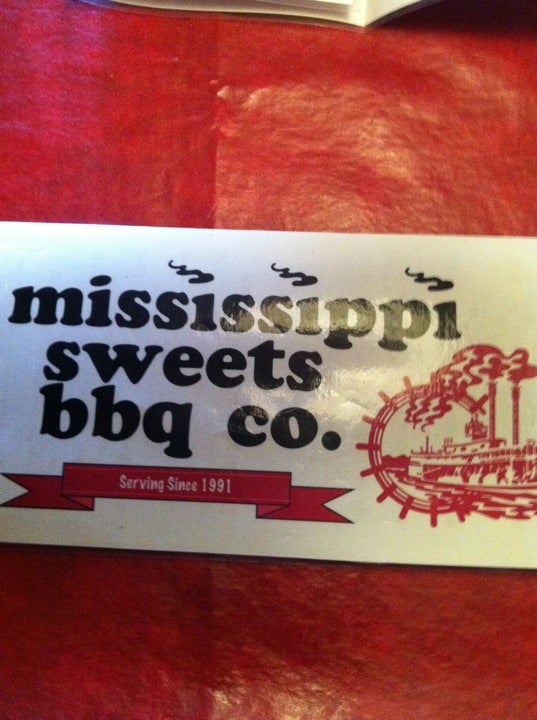 mississippi
sweets
bbq co.
Serving Since 1991